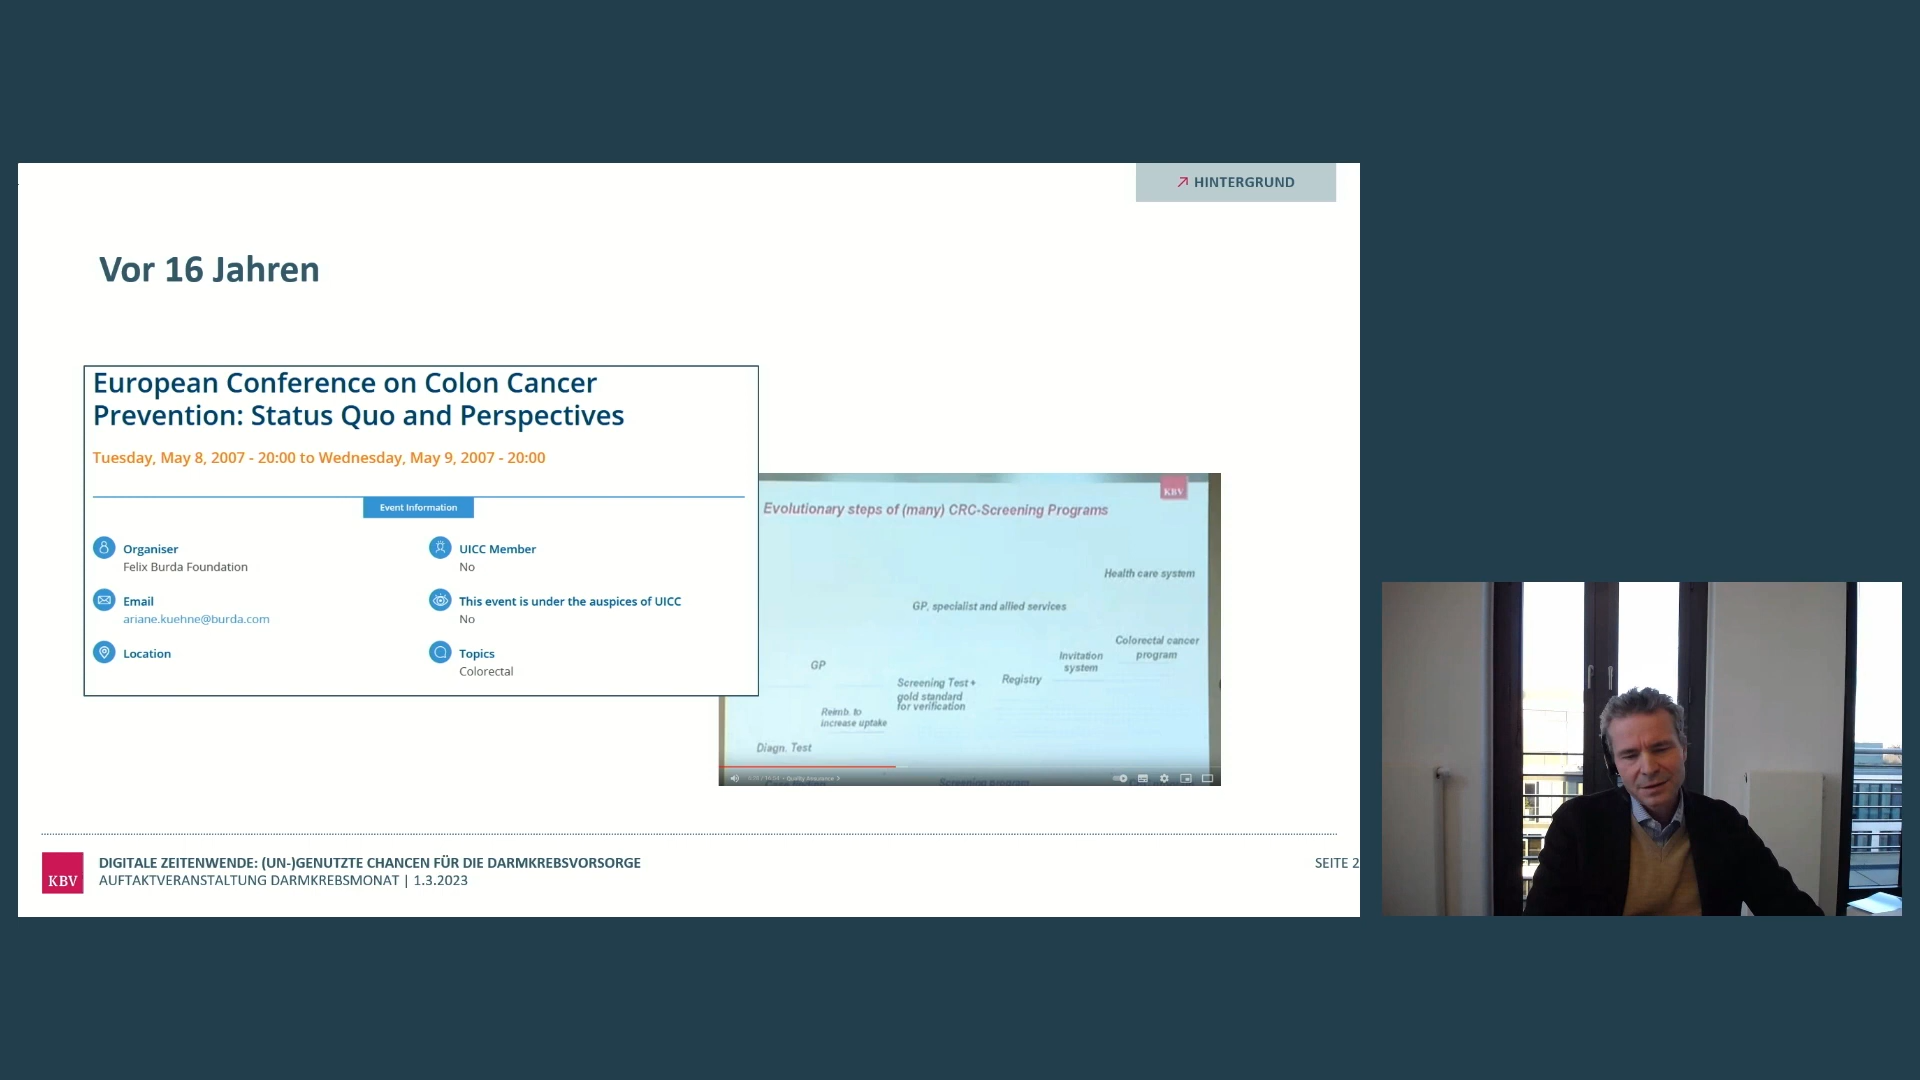 HINTERGRUND
Vor 16 Jahren
European Conference on Colon Cancer
Prevention: Status Quo and Perspectives
Tuesday, May 8, 2007 - 20:00 to Wednesday, May 9, 2007 - 20:00
Event Information
Organiser
Felix Burda Foundation
UICC Member
No
Email
ariane.kuehne@burda.com
This event is under the auspices of UICC
No
Location
Topics
Colorectal
KBV
Evolutionary steps of (many) CRC-Screening Programs
Health care system
GP, specialist and allied services
Colorectal cancer
program
Invitation
system
GP
Registry
Screening Test +
gold standard
for verification
Reimb. to
increase uptake
Diagn. Test
Quality Assurance
Screening program
KBV
DIGITALE ZEITENWENDE: (UN-)GENUTZTE CHANCEN FÜR DIE DARMKREBSVORSORGE
AUFTAKTVERANSTALTUNG DARMKREBSMONAT | 1.3.2023
SEITE 2